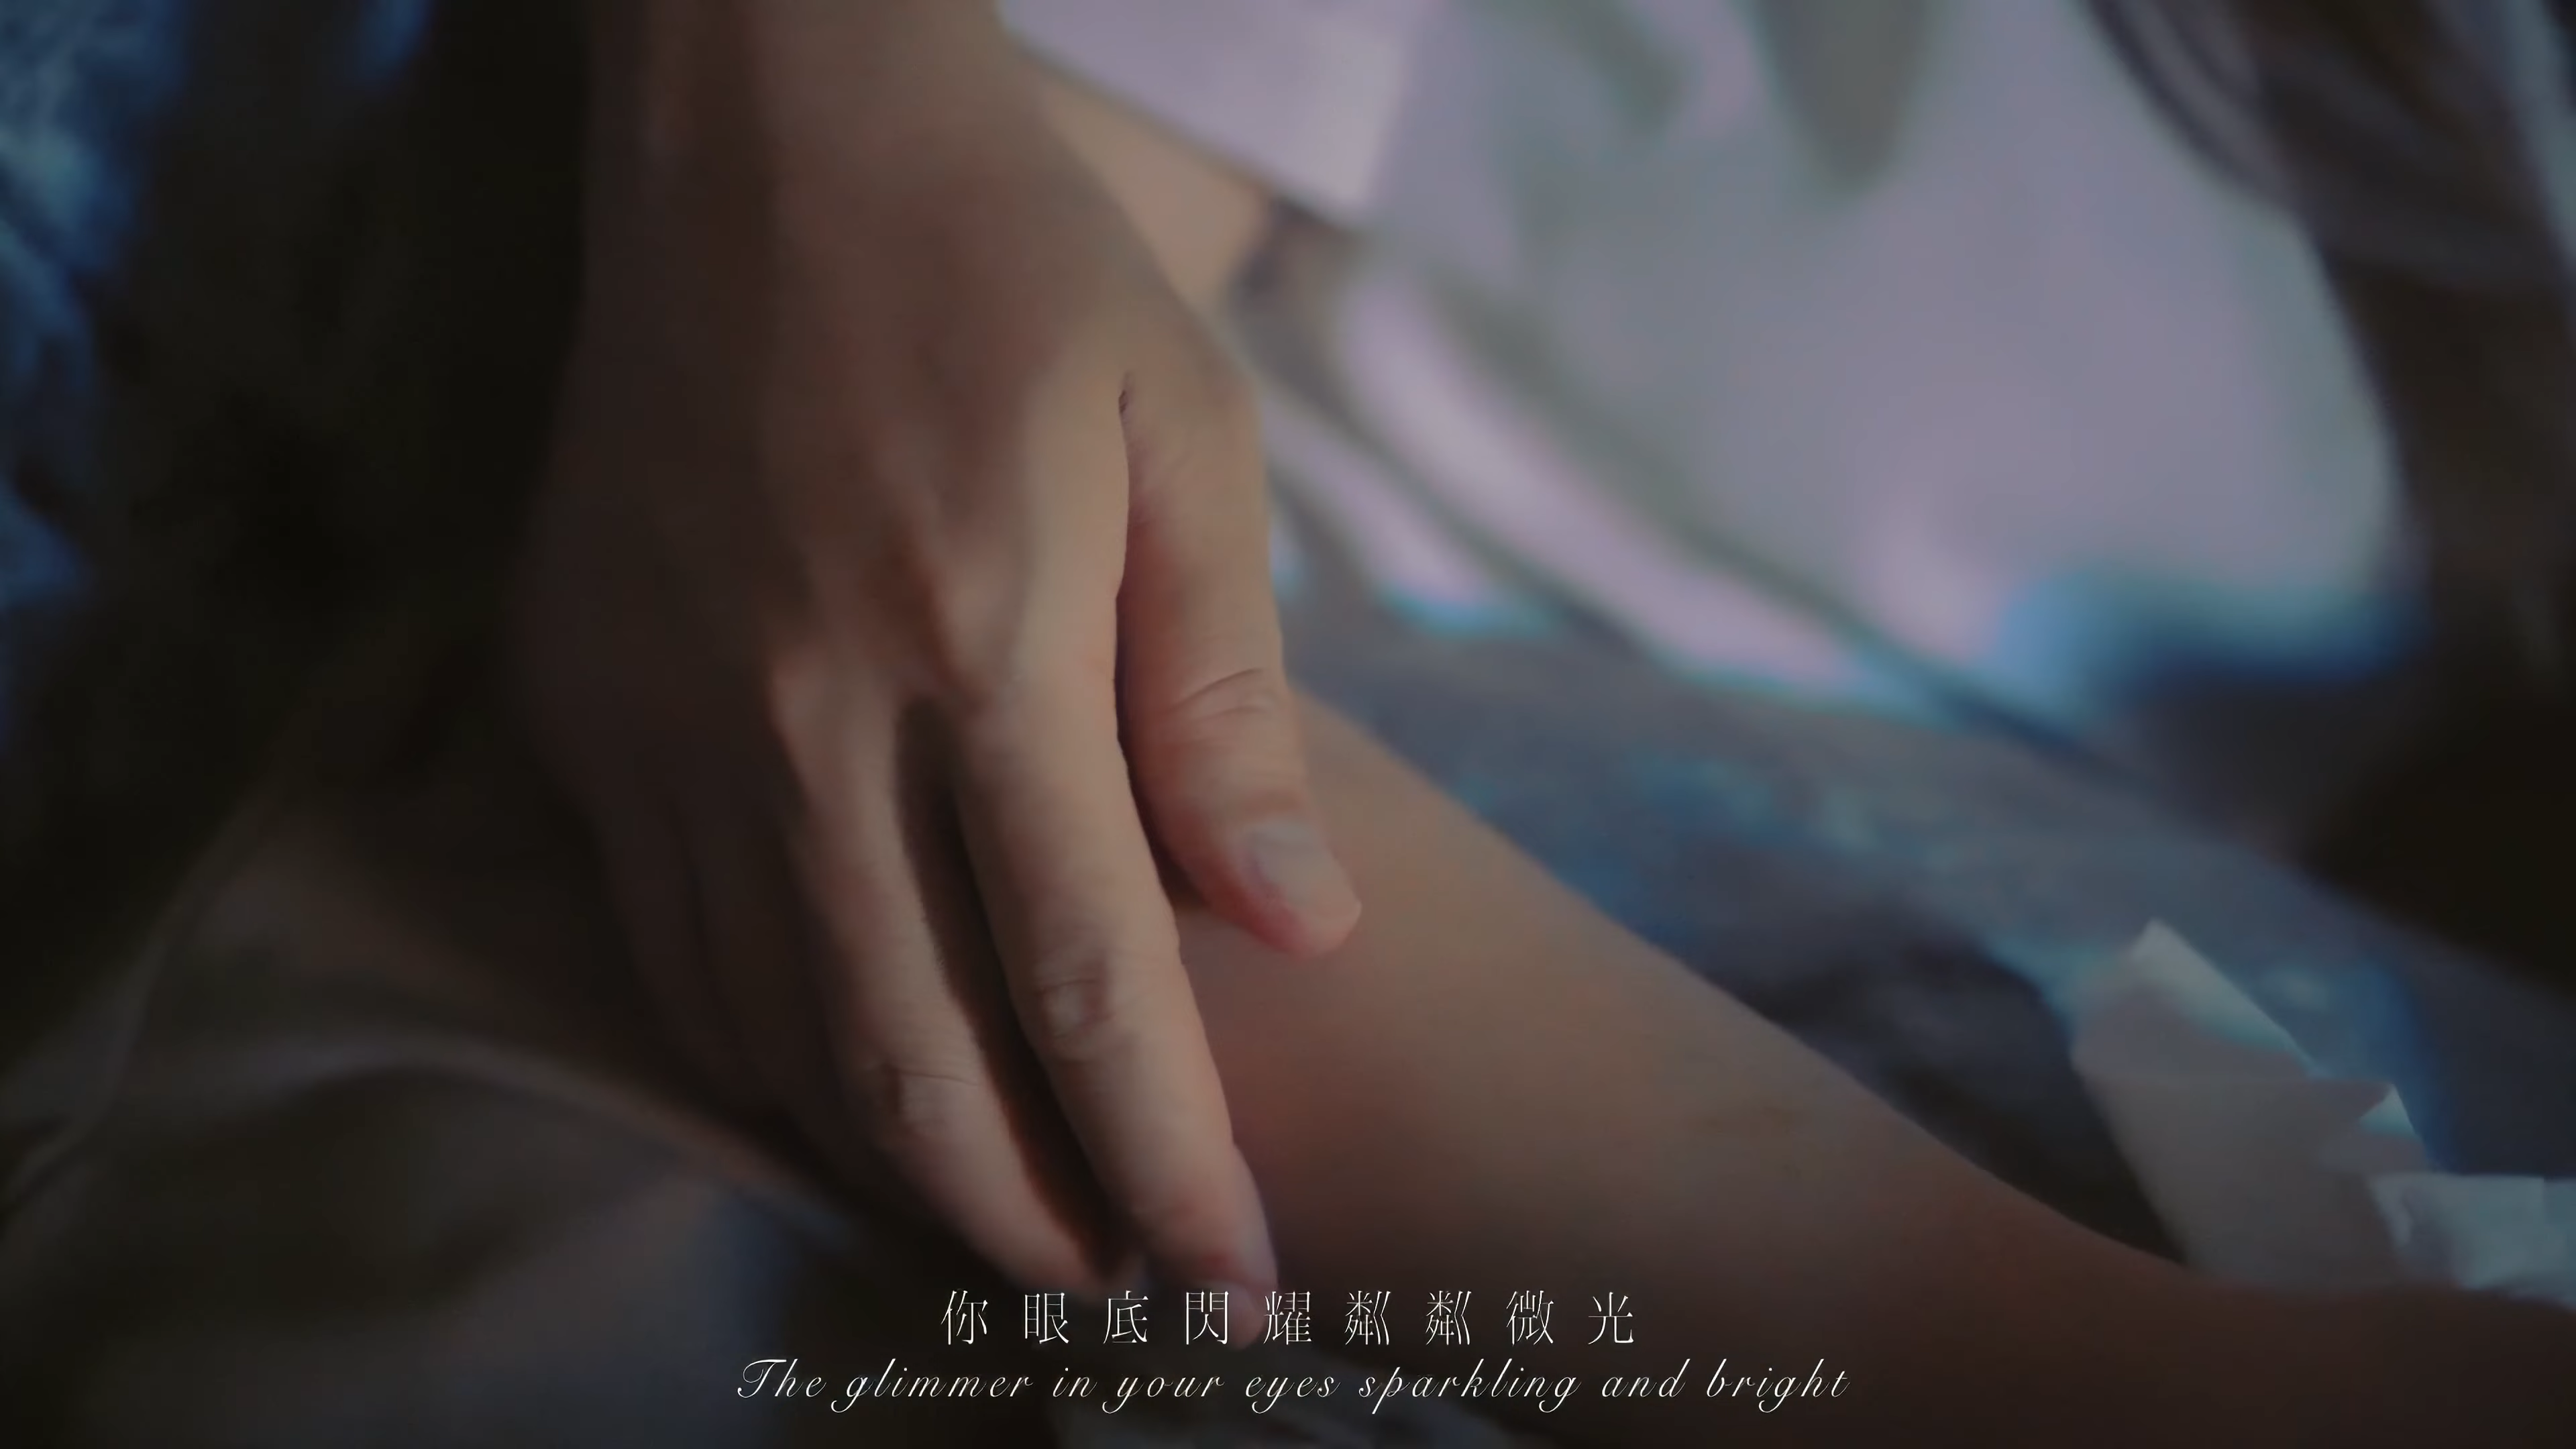 你眼底閃耀粼粼微光
The glimmer in your eyes sparkling and bright